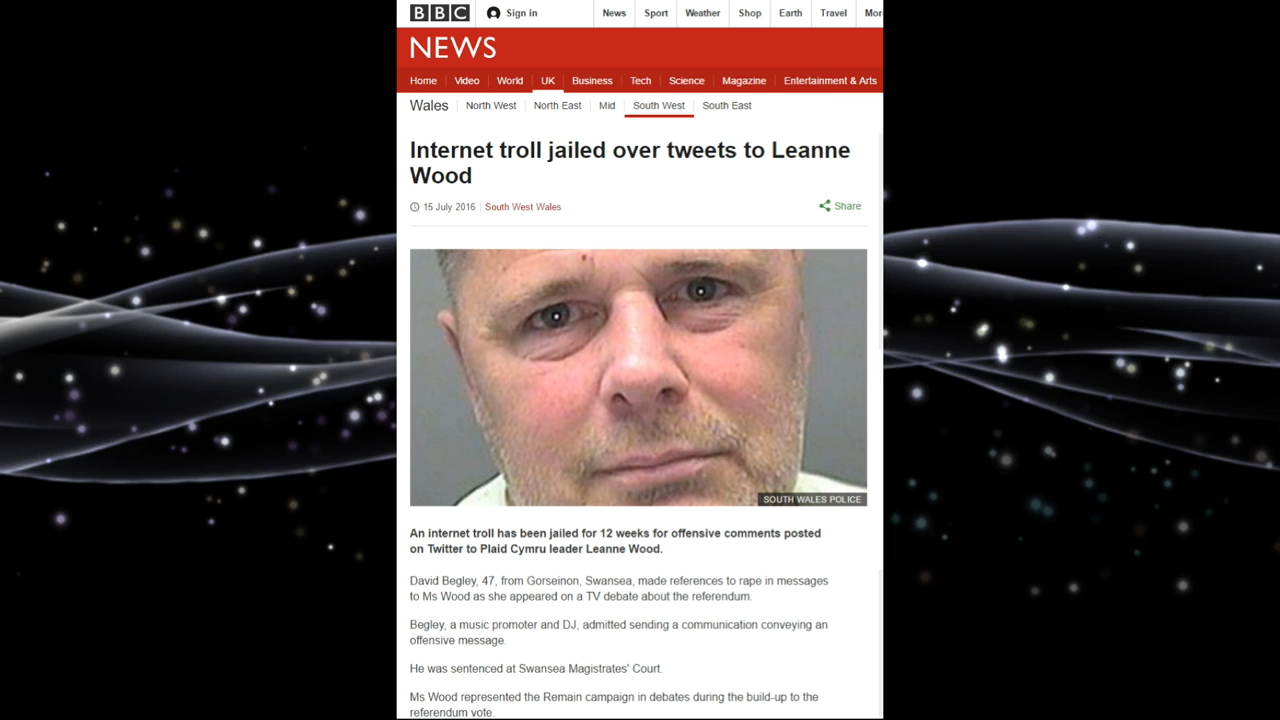 BBC Sign in News Sport Weather Shop Earth Travel Mor
NEWS
Home Video World UK Business Tech Science Magazine Entertainment & Arts
Wales North West North East Mid South West South East
Internet troll jailed over tweets to Leanne
Wood
15 July 2016 South West Wales Share
SOUTH WALES POLICE
An internet troll has been jailed for 12 weeks for offensive comments posted
on Twitter to Plaid Cymru leader Leanne Wood.
David Begley, 47, from Gorseinon, Swansea, made references to rape in messages
to Ms Wood as she appeared on a TV debate about the referendum.
Begley, a music promoter and DJ, admitted sending a communication conveying an
offensive message.
He was sentenced at Swansea Magistrates' Court.
Ms Wood represented the Remain campaign in debates during the build-up to the
referendum vote.